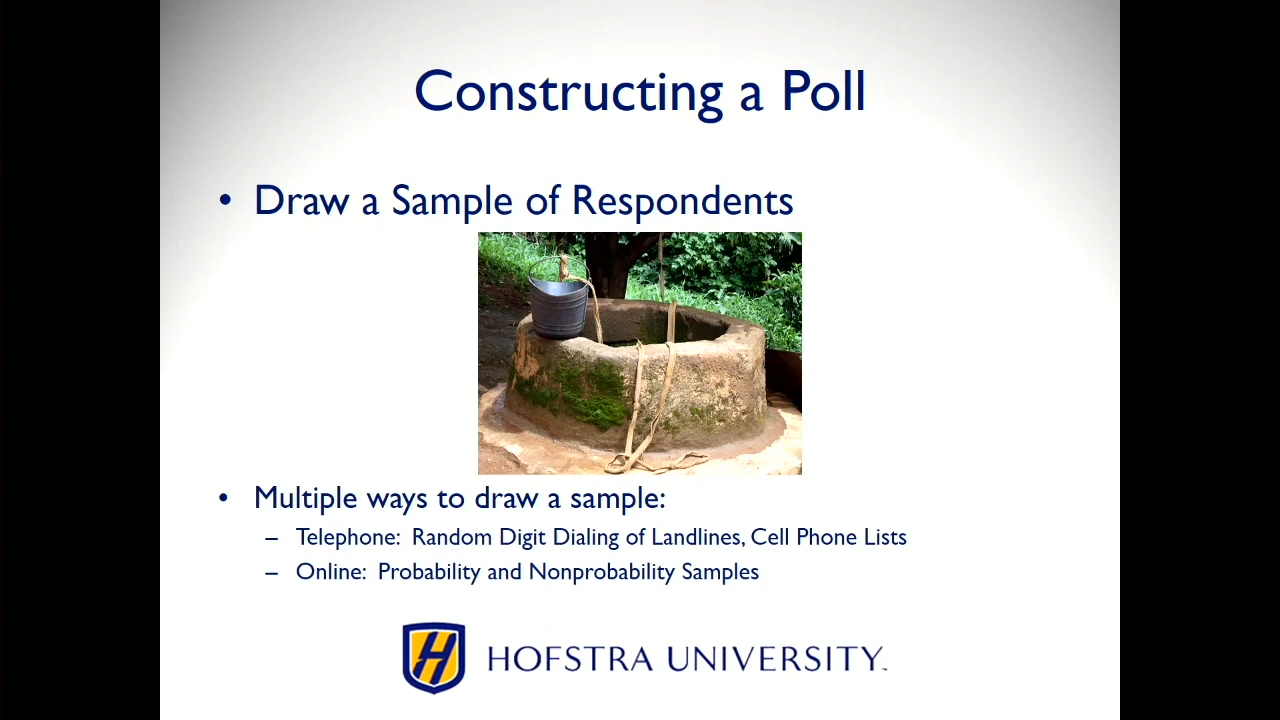 Constructing a Poll
• Draw a Sample of Respondents
• Multiple ways to draw a sample:
– Telephone: Random Digit Dialing of Landlines, Cell Phone Lists
– Online: Probability and Nonprobability Samples
H HOFSTRA UNIVERSITY™